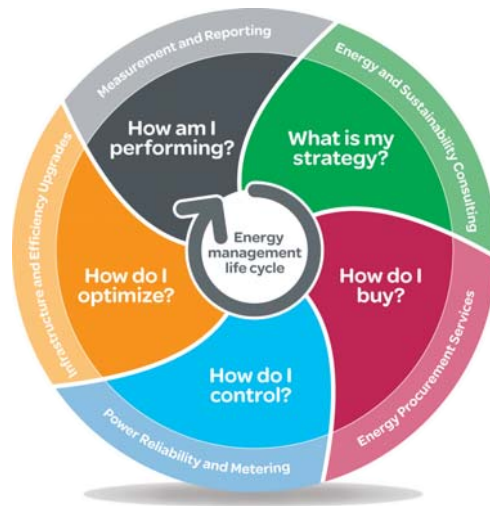 Measurement and Reporting
How am I
performing?
Energy and Sustainability Consulting
What is my
strategy?
Energy
management
life cycle
Infrastructure and Efficiency Upgrades
How do I
optimize?
How do I
buy?
Energy Procurement Services
How do I
control?
Power Reliability and Metering